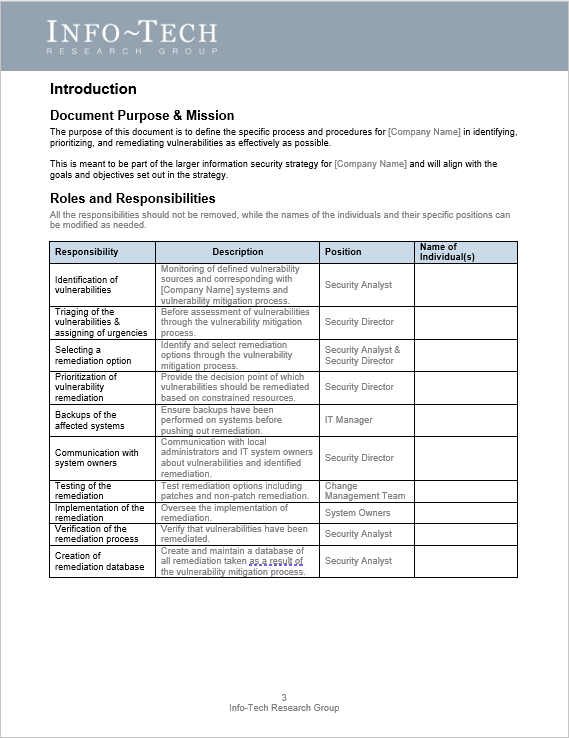 INFO~TECH
RESEARCH GROUP
Introduction
Document Purpose & Mission
The purpose of this document is to define the specific process and procedures for [Company Name] in identifying,
prioritizing, and remediating vulnerabilities as effectively as possible.
This is meant to be part of the larger information security strategy for [Company Name] and will align with the
goals and objectives set out in the strategy.
Roles and Responsibilities
All the responsibilities should not be removed, while the names of the individuals and their specific positions can
be modified as needed.
Responsibility
Description
Position
Name of
Individual(s)
Identification of
vulnerabilities
Monitoring of defined vulnerability
sources and corresponding with
[Company Name] systems and
vulnerability mitigation process.
Security Analyst
Triaging of the
vulnerabilities &
assigning of urgencies
Before assessment of vulnerabilities
through the vulnerability mitigation
process.
Security Director
Selecting a
remediation option
Identify and select remediation
options through the vulnerability
mitigation process.
Security Analyst &
Security Director
Prioritization of
vulnerability
remediation
Provide the decision point of which
vulnerabilities should be remediated
based on constrained resources.
Security Director
Backups of the
affected systems
Ensure backups have been
performed on systems before
pushing out remediation.
IT Manager
Communication with
system owners
Communication with local
administrators and IT system owners
about vulnerabilities and identified
remediation.
Security Director
Testing of the
remediation
Test remediation options including
patches and non-patch remediation.
Change
Management Team
Implementation of the
remediation
Oversee the implementation of
remediation.
System Owners
Verification of the
remediation process
Verify that vulnerabilities have been
remediated.
Security Analyst
Creation of
remediation database
Create and maintain a database of
all remediation taken as a result of
the vulnerability mitigation process.
Security Analyst
3
Info-Tech Research Group